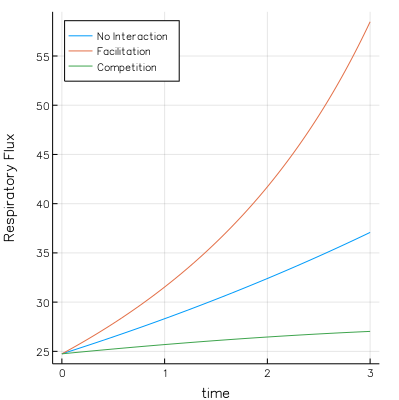 No Interaction
Facilitation
Competition
Respiratory Flux
55
50
45
40
35
30
25
0 1 2 3
time